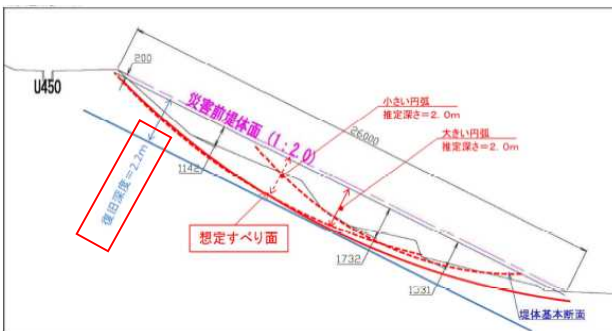 200
U450
災害前堤体面（1：2.0）
小さい円弧
推定深さ＝2．0m
26000
大きい円弧
推定深さ＝2．0m
1142
復旧深度＝2.2m
想定すべり面
1732
堤体基本断面